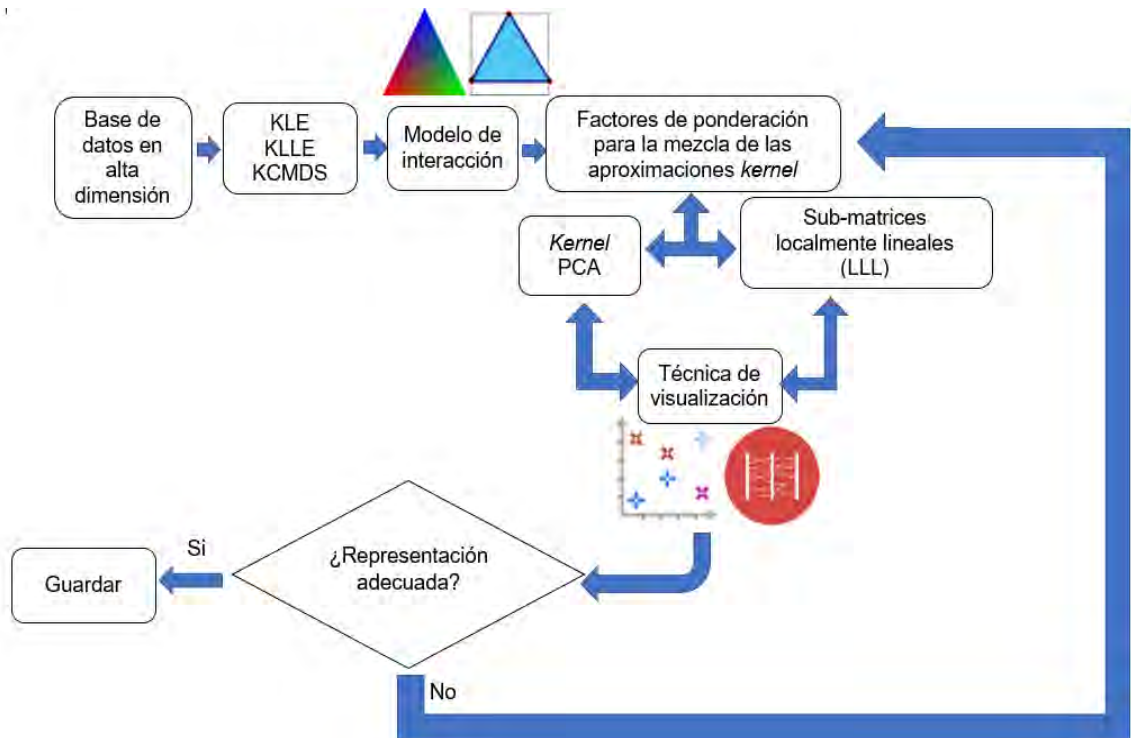 Base de
datos en
alta
dimensión
KLE
KLLE
KCMDS
Modelo de
interacción
Factores de ponderación
para la mezcla de las
aproximaciones kernel
Kernel
PCA
Sub-matrices
localmente lineales
(LLL)
Técnica de
visualización
¿Representación
adecuada?
Si
Guardar
No